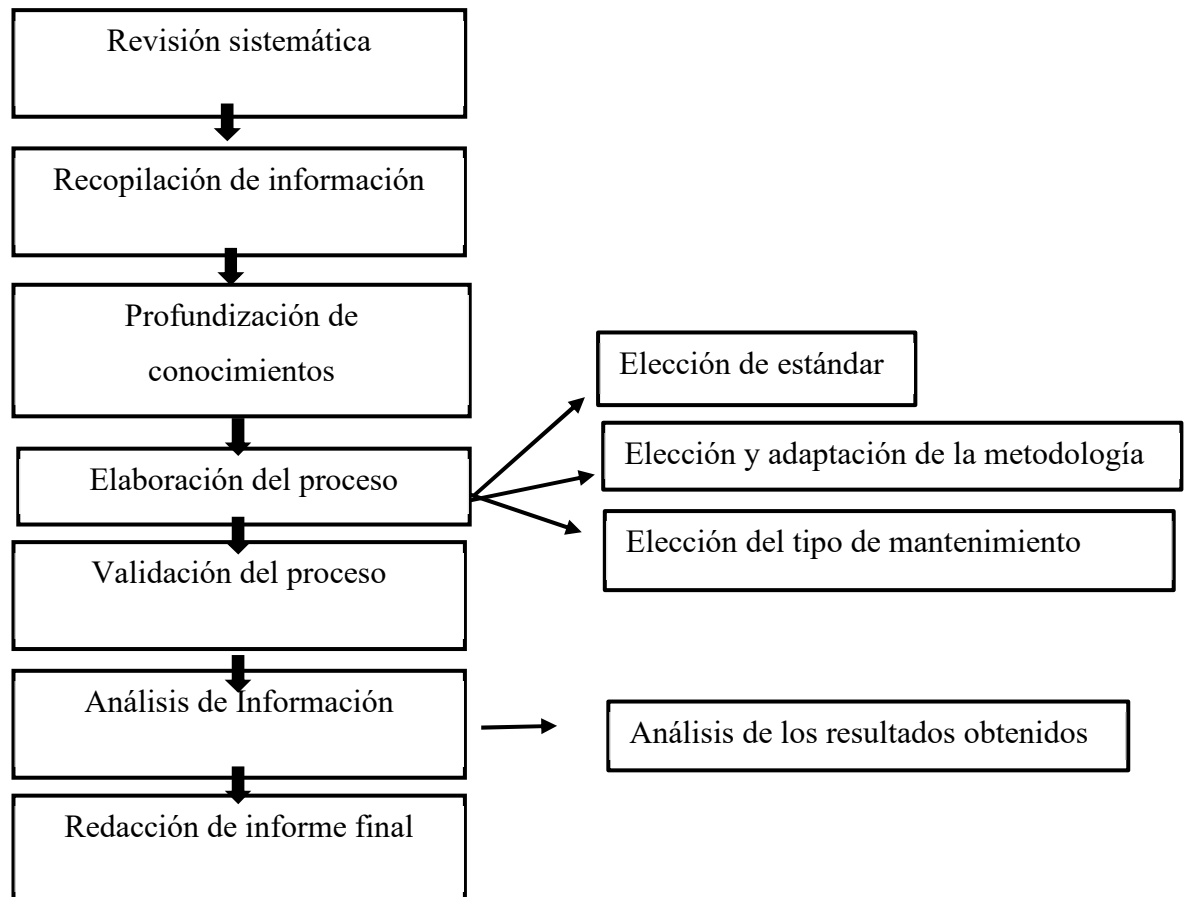 Revisión sistemática
Recopilación de información
Profundización de
conocimientos
Elaboración del proceso
Elección de estándar
Elección y adaptación de la metodología
Elección del tipo de mantenimiento
Validación del proceso
Análisis de Información
Análisis de los resultados obtenidos
Redacción de informe final